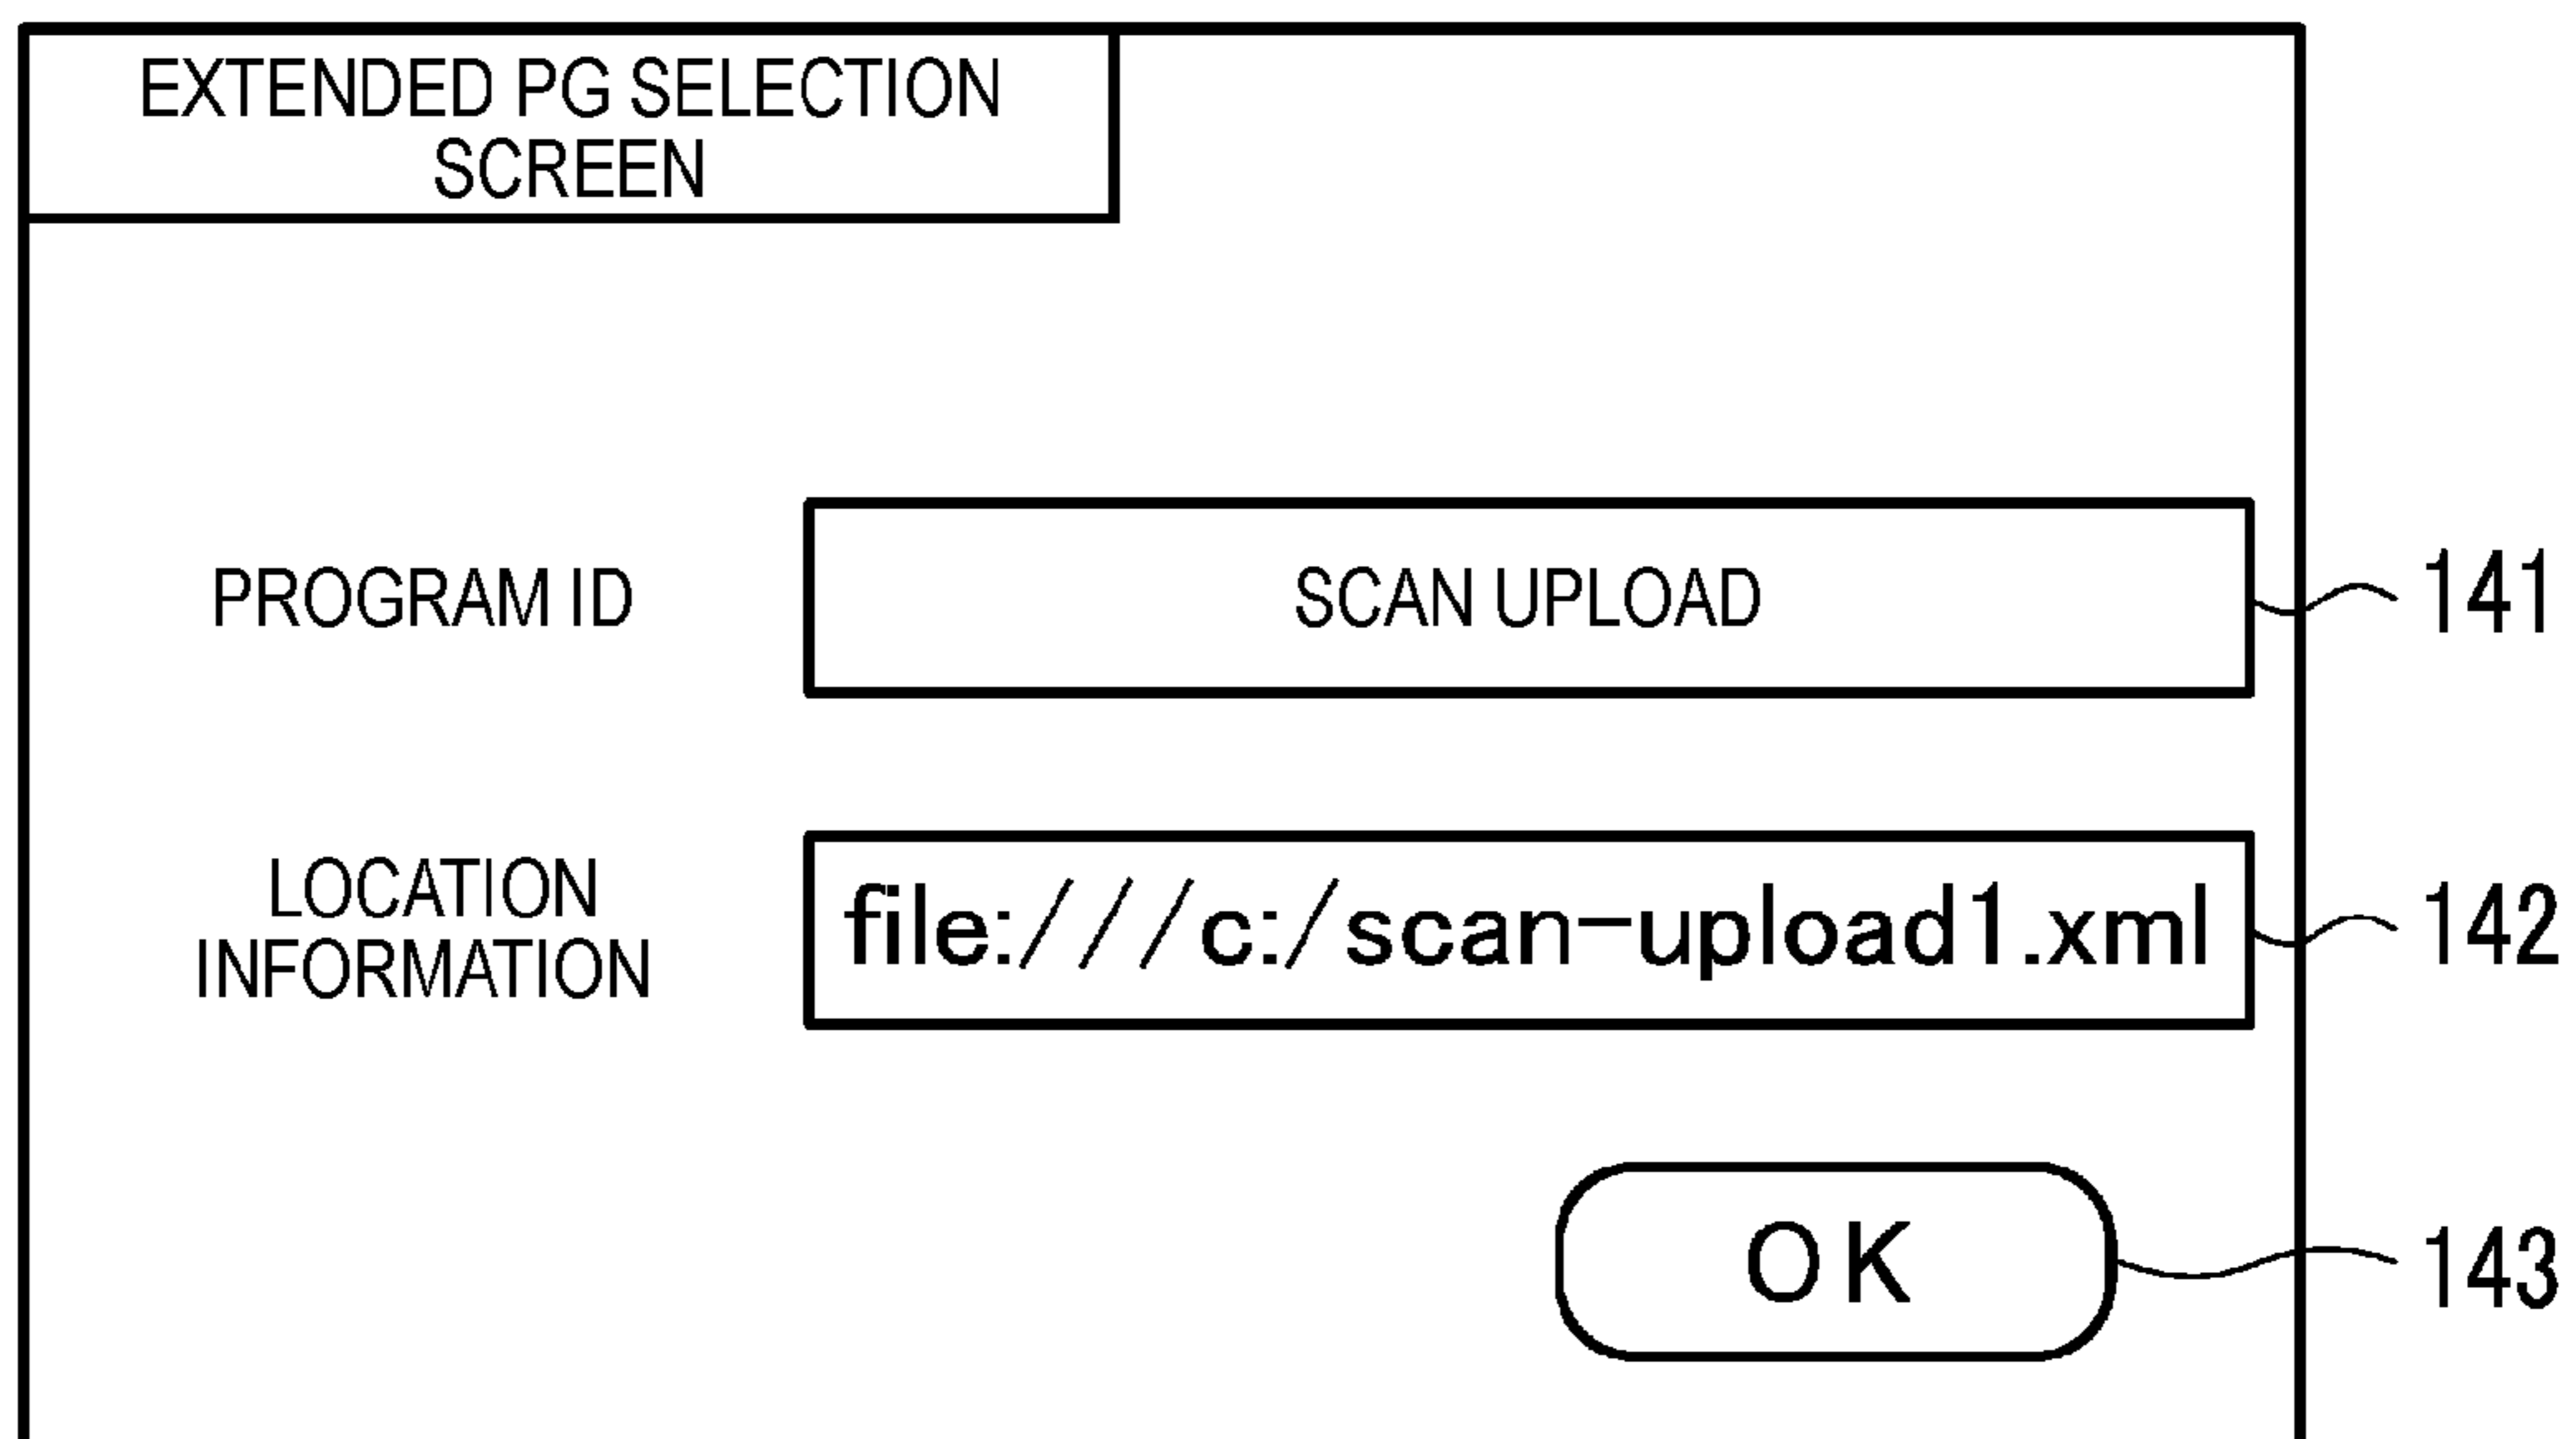 EXTENDED PG SELECTION
SCREEN
PROGRAM ID
SCAN UPLOAD
141
LOCATION
INFORMATION
file:///c:/scan-upload1.xml
142
OK
143